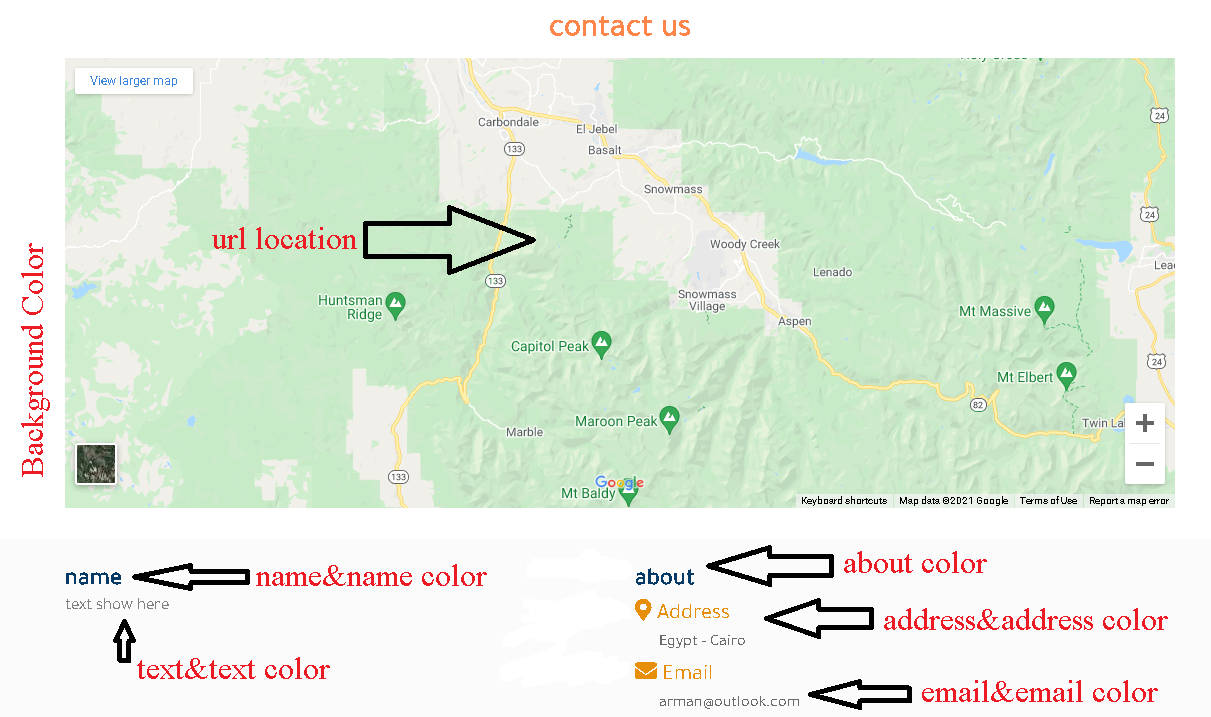 contact us
View larger map
Holy Cross
24
Carbondale
El Jebel
133
Basalt
Snowmass
24
url location
Woody Creek
Lenado
133
Snowmass
Village
Huntsman
Ridge
Mt Massive
Aspen
Capitol Peak
24
Mt Elbert
82
Maroon Peak
Marble
Background Color
133
Google
Mt Baldy
Keyboard shortcuts Map data ©2021 Google Terms of Use Report a map error
name
name&name color
text show here
text&text color
about
about color
Address
address&address color
Egypt - Cairo
Email
email&email color
arman@outlook.com